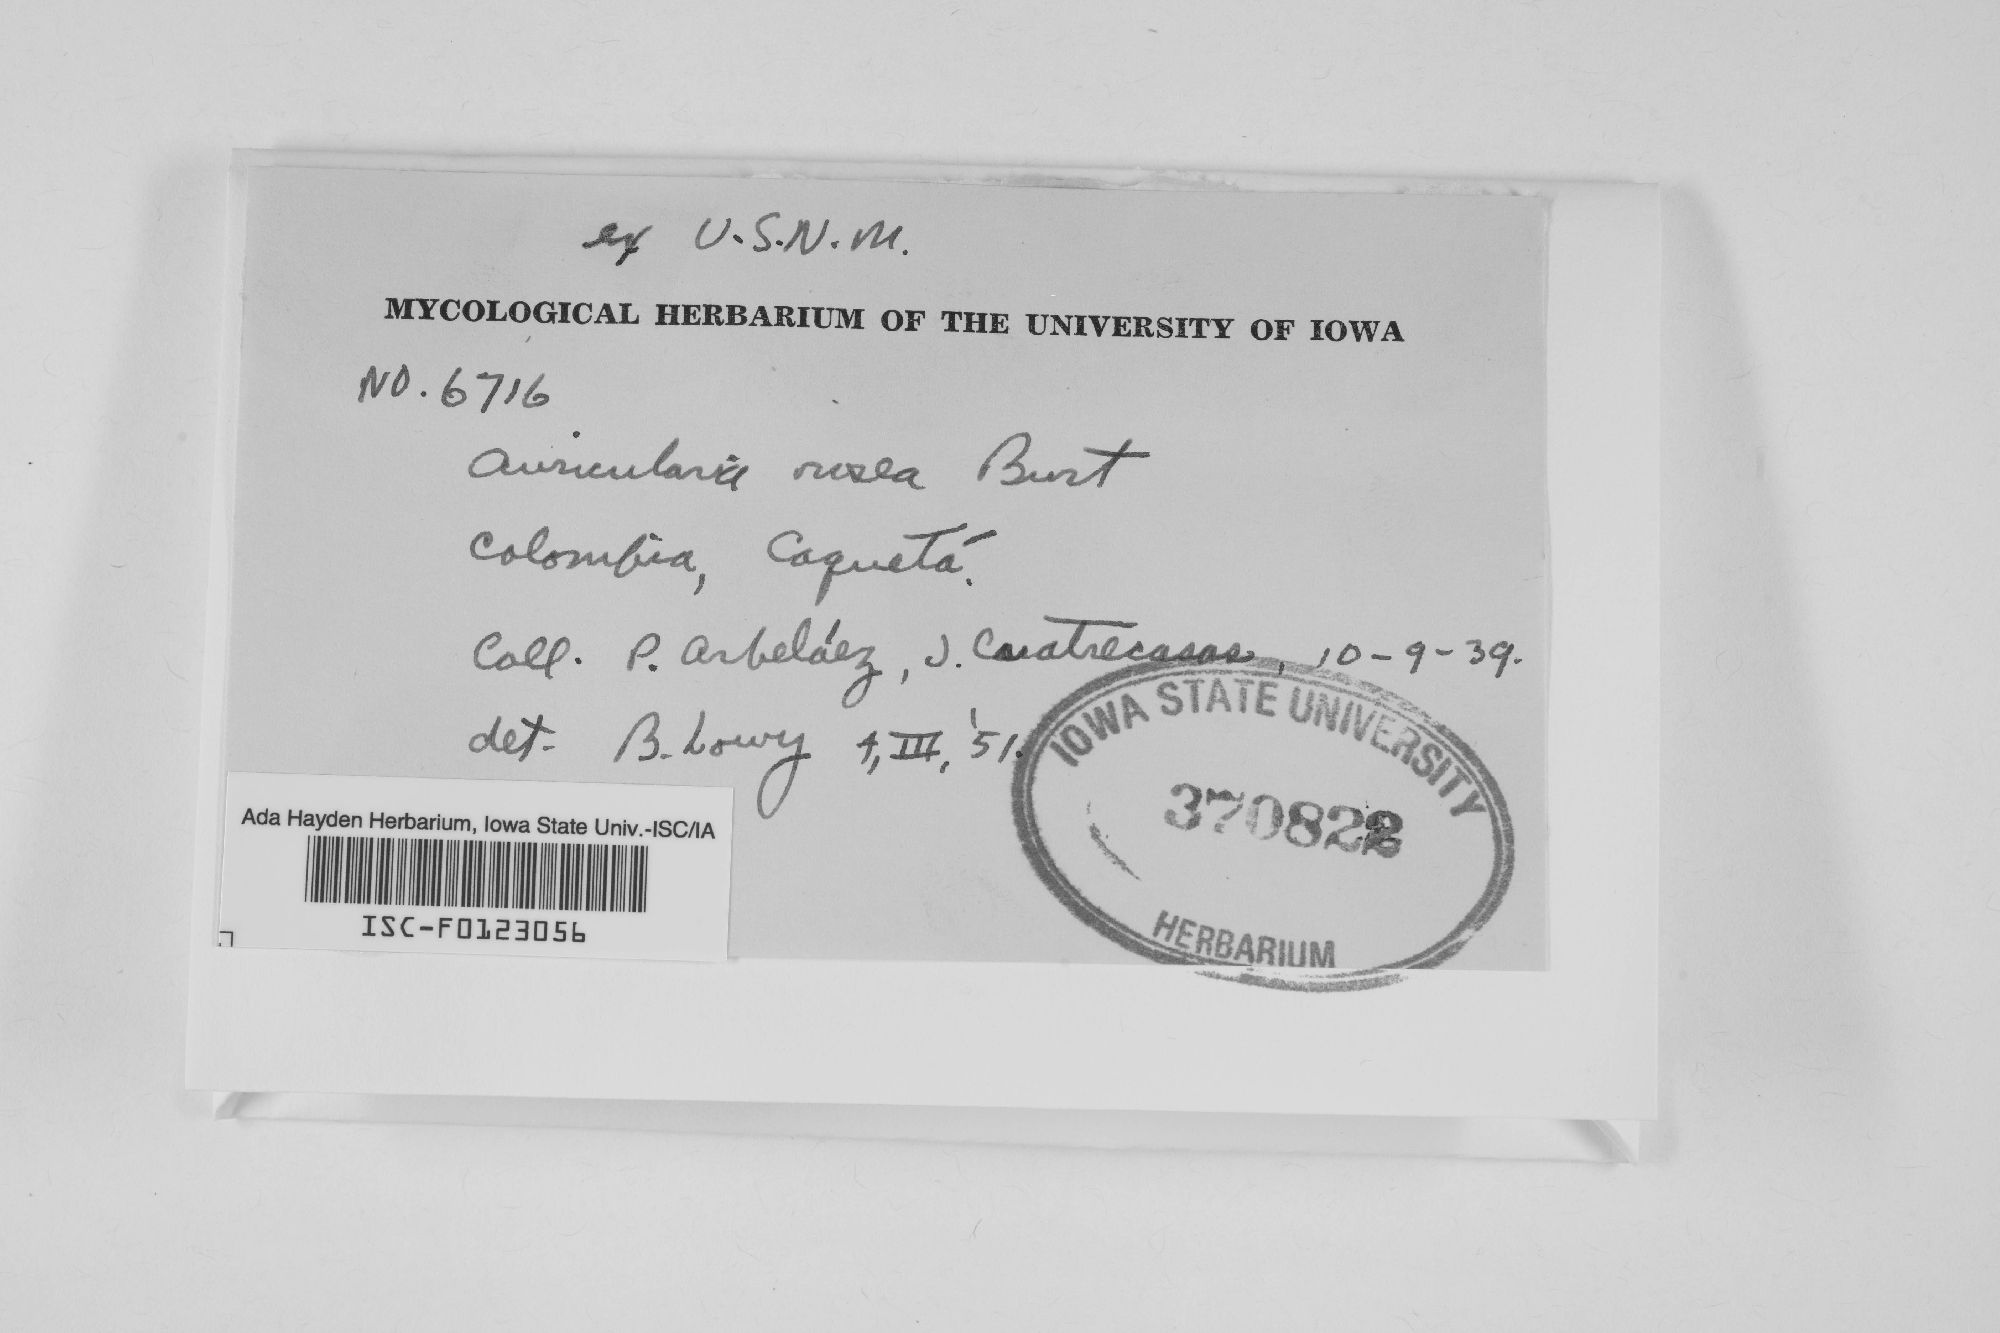 ex U.S.N.M.
MYCOLOGICAL HERBARIUM OF THE UNIVERSITY OF IOWA
NO. 6716
Auricularia rosea Burt
Colombia, Caquetá.
Coll. P. Arbeláez, J. Cuatrecasas, 10-9-39.
det. B. Lowy 4, III, '51.
IOWA STATE UNIVERSITY
370822
HERBARIUM
Ada Hayden Herbarium, Iowa State Univ.-ISC/IA
ISC-F0123056